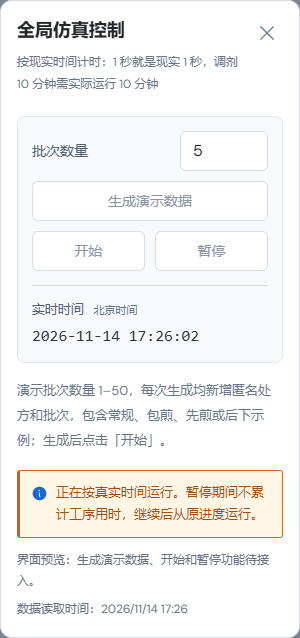 全局仿真控制
按现实时间计时：1 秒就是现实 1 秒，调剂
10 分钟需实际运行 10 分钟
批次数量
5
生成演示数据
开始
暂停
实时时间 北京时间
2026-11-14 17:26:02
演示批次数量 1–50，每次生成均新增匿名处
方和批次，包含常规、包煎、先煎或后下示
例；生成后点击「开始」。
正在按真实时间运行。暂停期间不累
计工序用时，继续后从原进度运行。
界面预览：生成演示数据、开始和暂停功能待接
入。
数据读取时间：2026/11/14 17:26